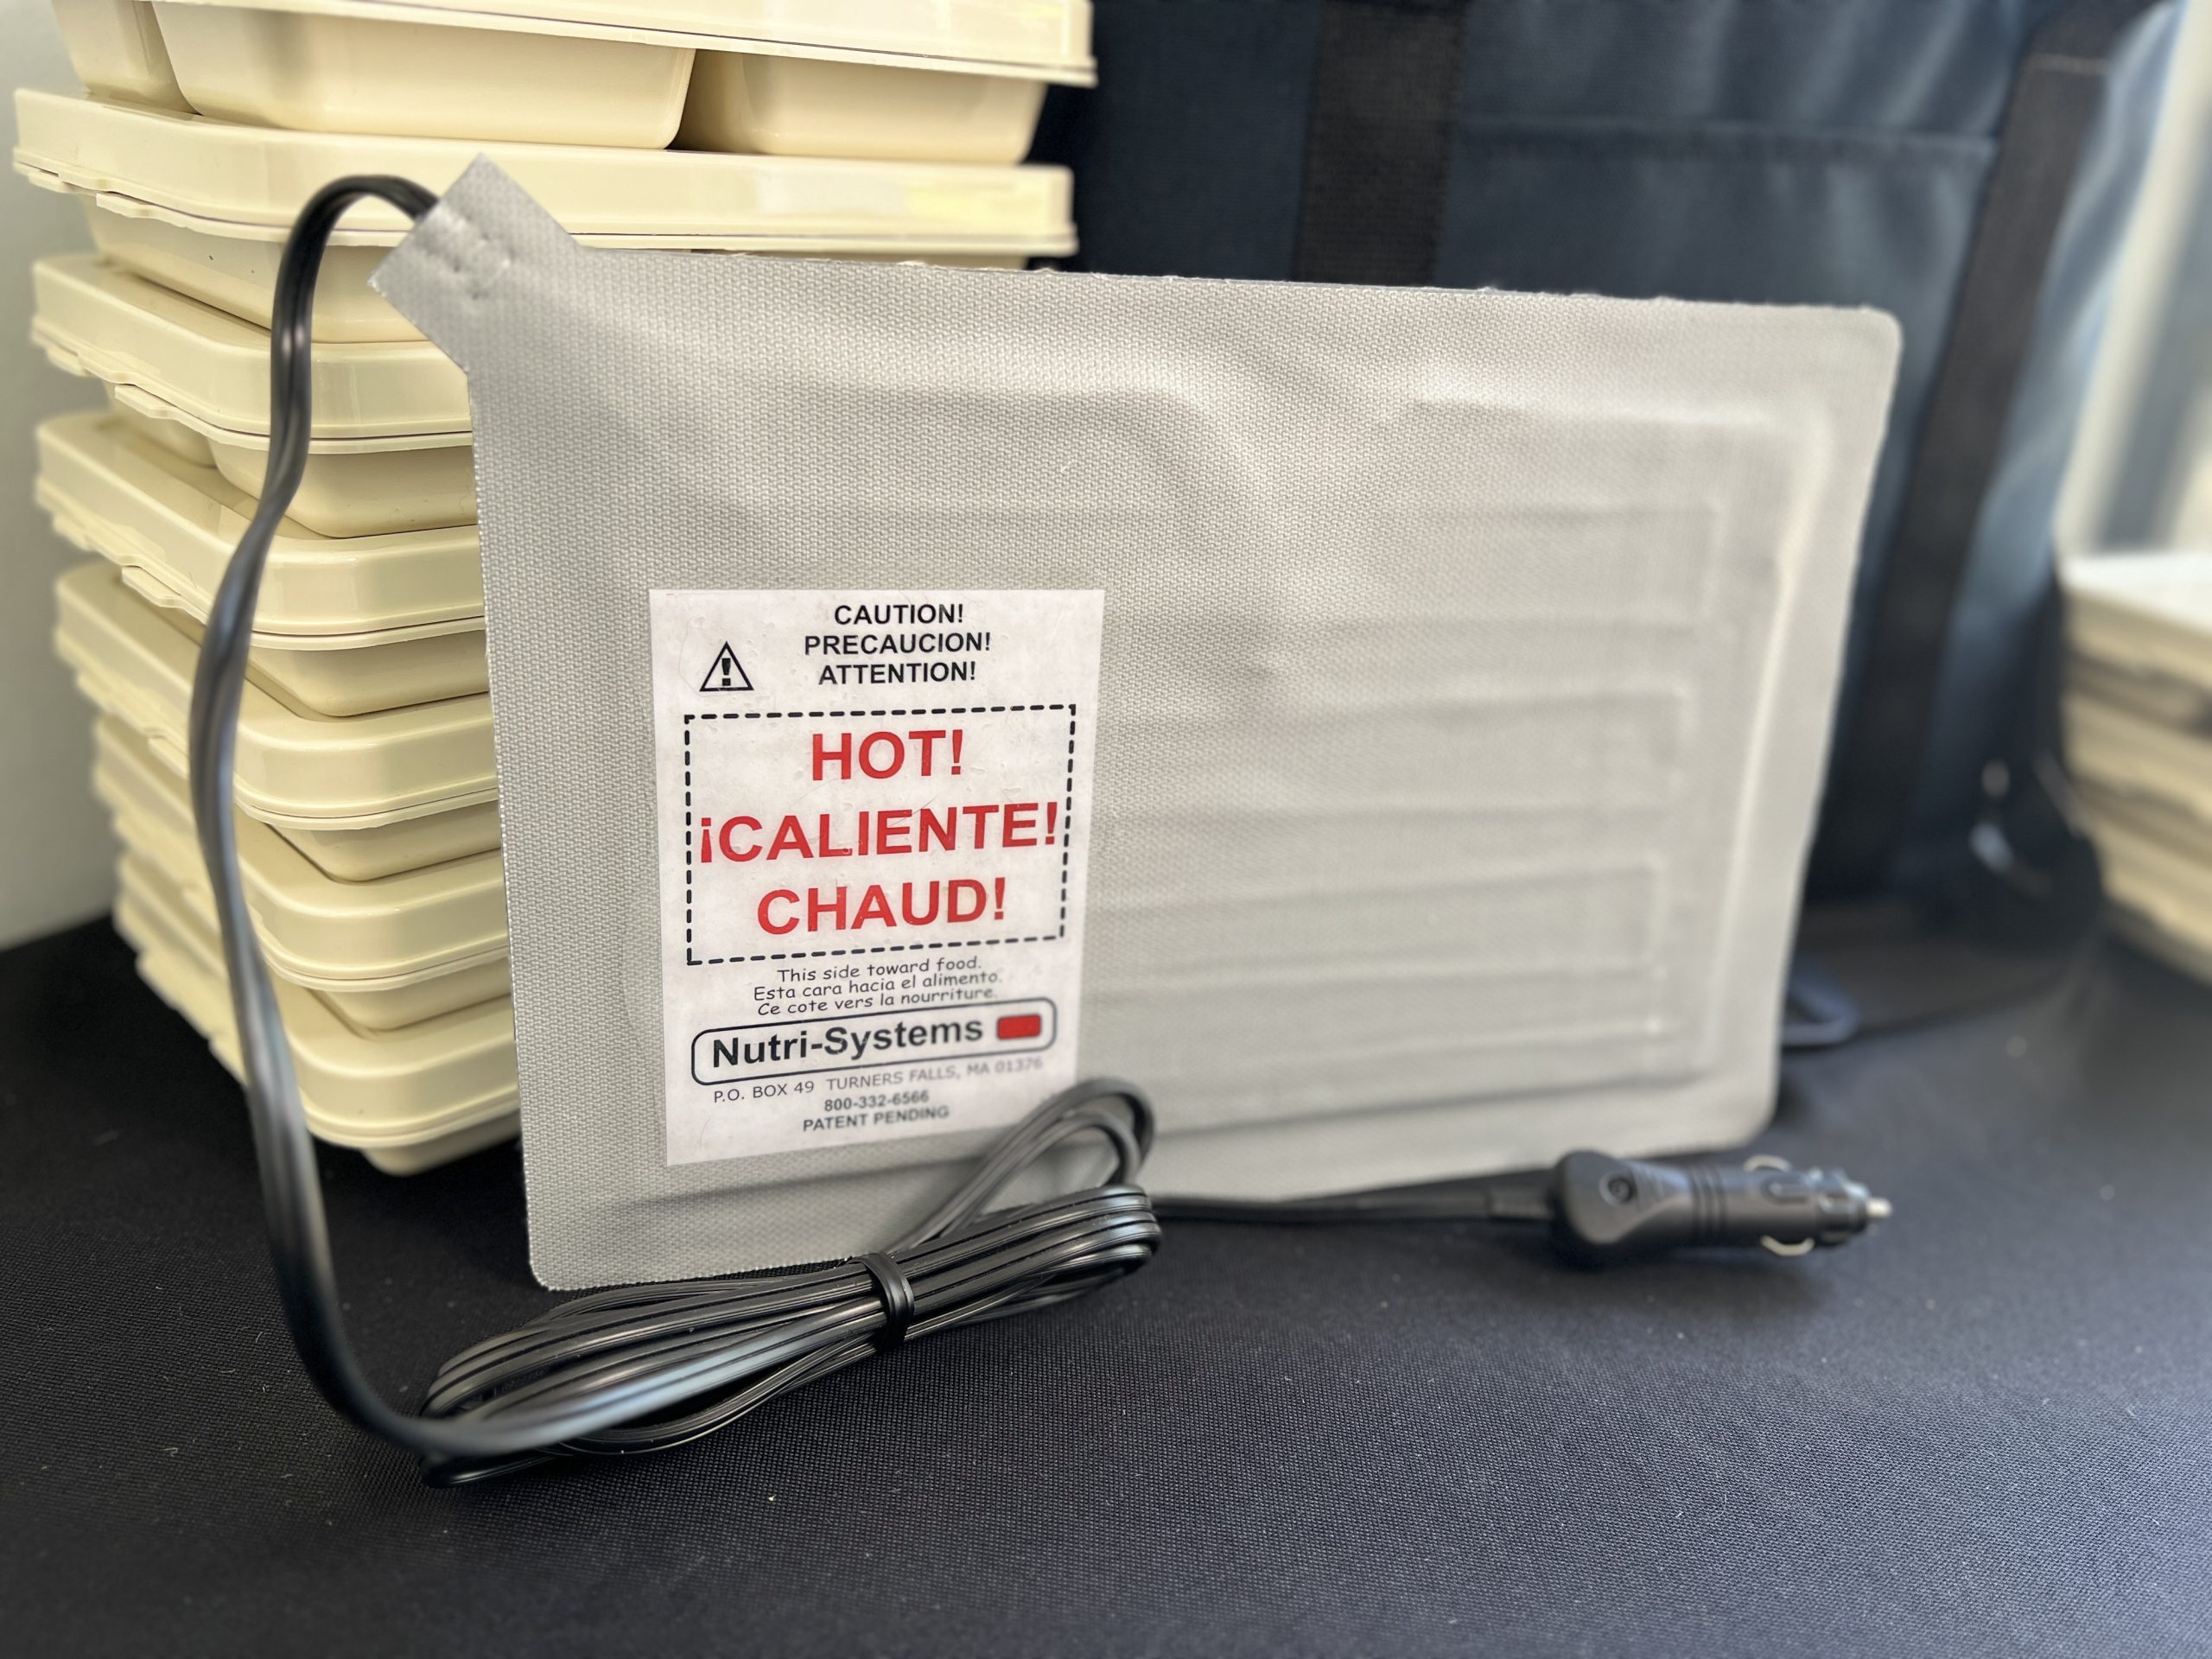 CAUTION!
PRECAUCION!
ATTENTION!
HOT!
¡CALIENTE!
CHAUD!
This side toward food.
Esta cara hacia el alimento.
Ce cote vers la nourriture.
Nutri-Systems
P.O. BOX 49 TURNERS FALLS, MA 01376
800-332-6566
PATENT PENDING